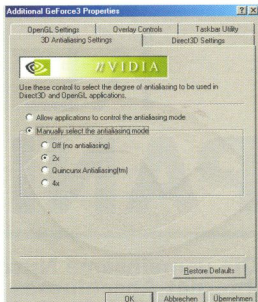 Additional GeForce3 Properties
OpenGL Settings Overlay Controls Taskbar Utility
3D Antialiasing Settings Direct3D Settings
nVIDIA
Use these control to select the degree of antialiasing to be used in
Direct3D and OpenGL applications.
Allow applications to control the antialiasing mode
Manually select the antialiasing mode
Off (no antialiasing)
2x
Quincunx Antialiasing(tm)
4x
Restore Defaults
OK Abbrechen Übernehmen